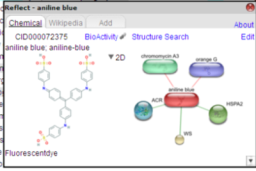 Reflect - aniline blue
Chemical Wikipedia Add About
CID000072375 BioActivity Structure Search Edit
aniline blue; aniline-blue
2D
chromomycin A3
orange G
aniline blue
ACR
HSPA2
WS
Fluorescentdye